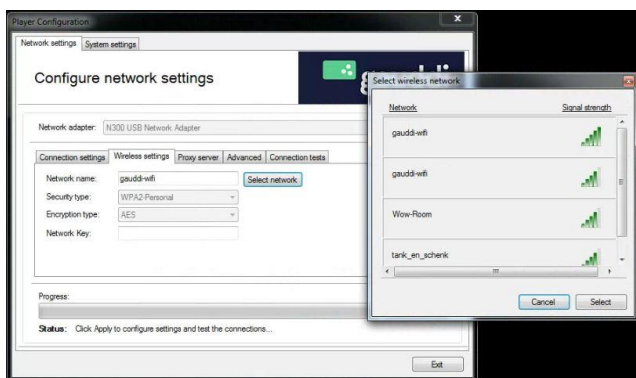 Player Configuration
x
Network settings System settings
Configure network settings
Network adapter: N300 USB Network Adapter
Connection settings Wireless settings Proxy server Advanced Connection tests
Network name: gauddi-wifi Select network
Security type: WPA2-Personal
Encryption type: AES
Network Key:
Progress:
Status: Click Apply to configure settings and test the connections...
Exit
Select wireless network
Network Signal strength
gauddi-wifi
gauddi-wifi
Wow-Room
tank_en_schenk
Cancel Select